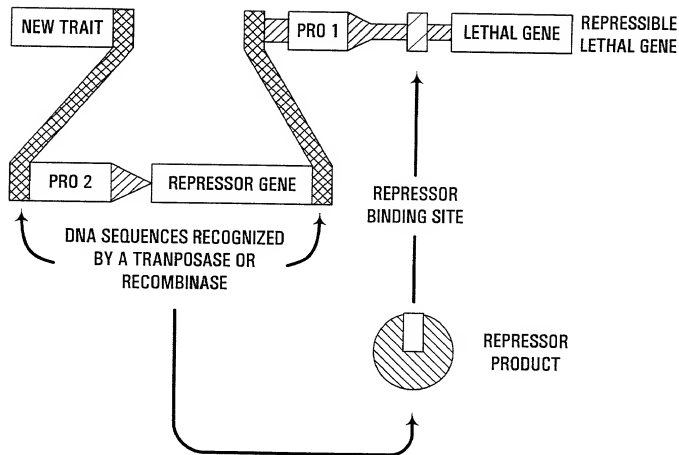 NEW TRAIT
PRO 1
LETHAL GENE
REPRESSIBLE
LETHAL GENE
PRO 2
REPRESSOR GENE
REPRESSOR
BINDING SITE
DNA SEQUENCES RECOGNIZED
BY A TRANPOSASE OR
RECOMBINASE
REPRESSOR
PRODUCT